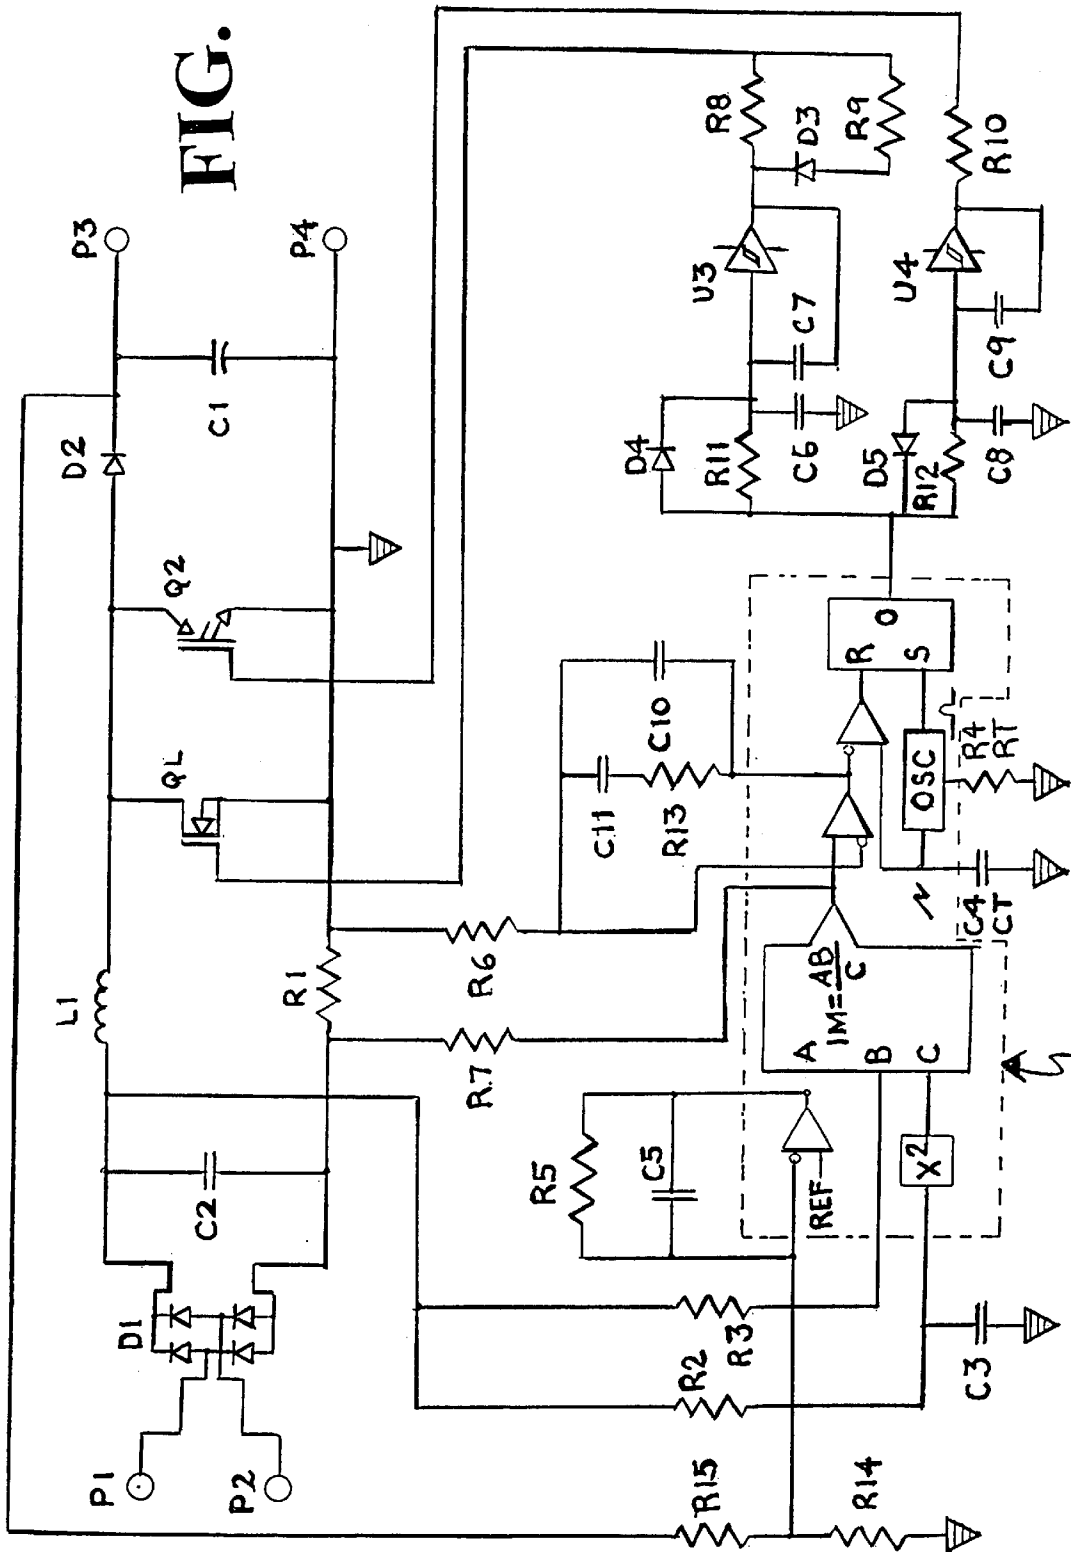 FIG.
P1
P2
D1
C2
L1
R1
QL
Q2
D2
C1
P3
P4
R7
R6
C11
R13
C10
R15
R14
R2
R3
C3
R5
C5
REF
X²
A
B
C
IM=AB/C
C4
CT
OSC
R4
RT
R
S
O
D4
R11
C6
C7
U3
R8
D3
R9
D5
R12
C8
C9
U4
R10